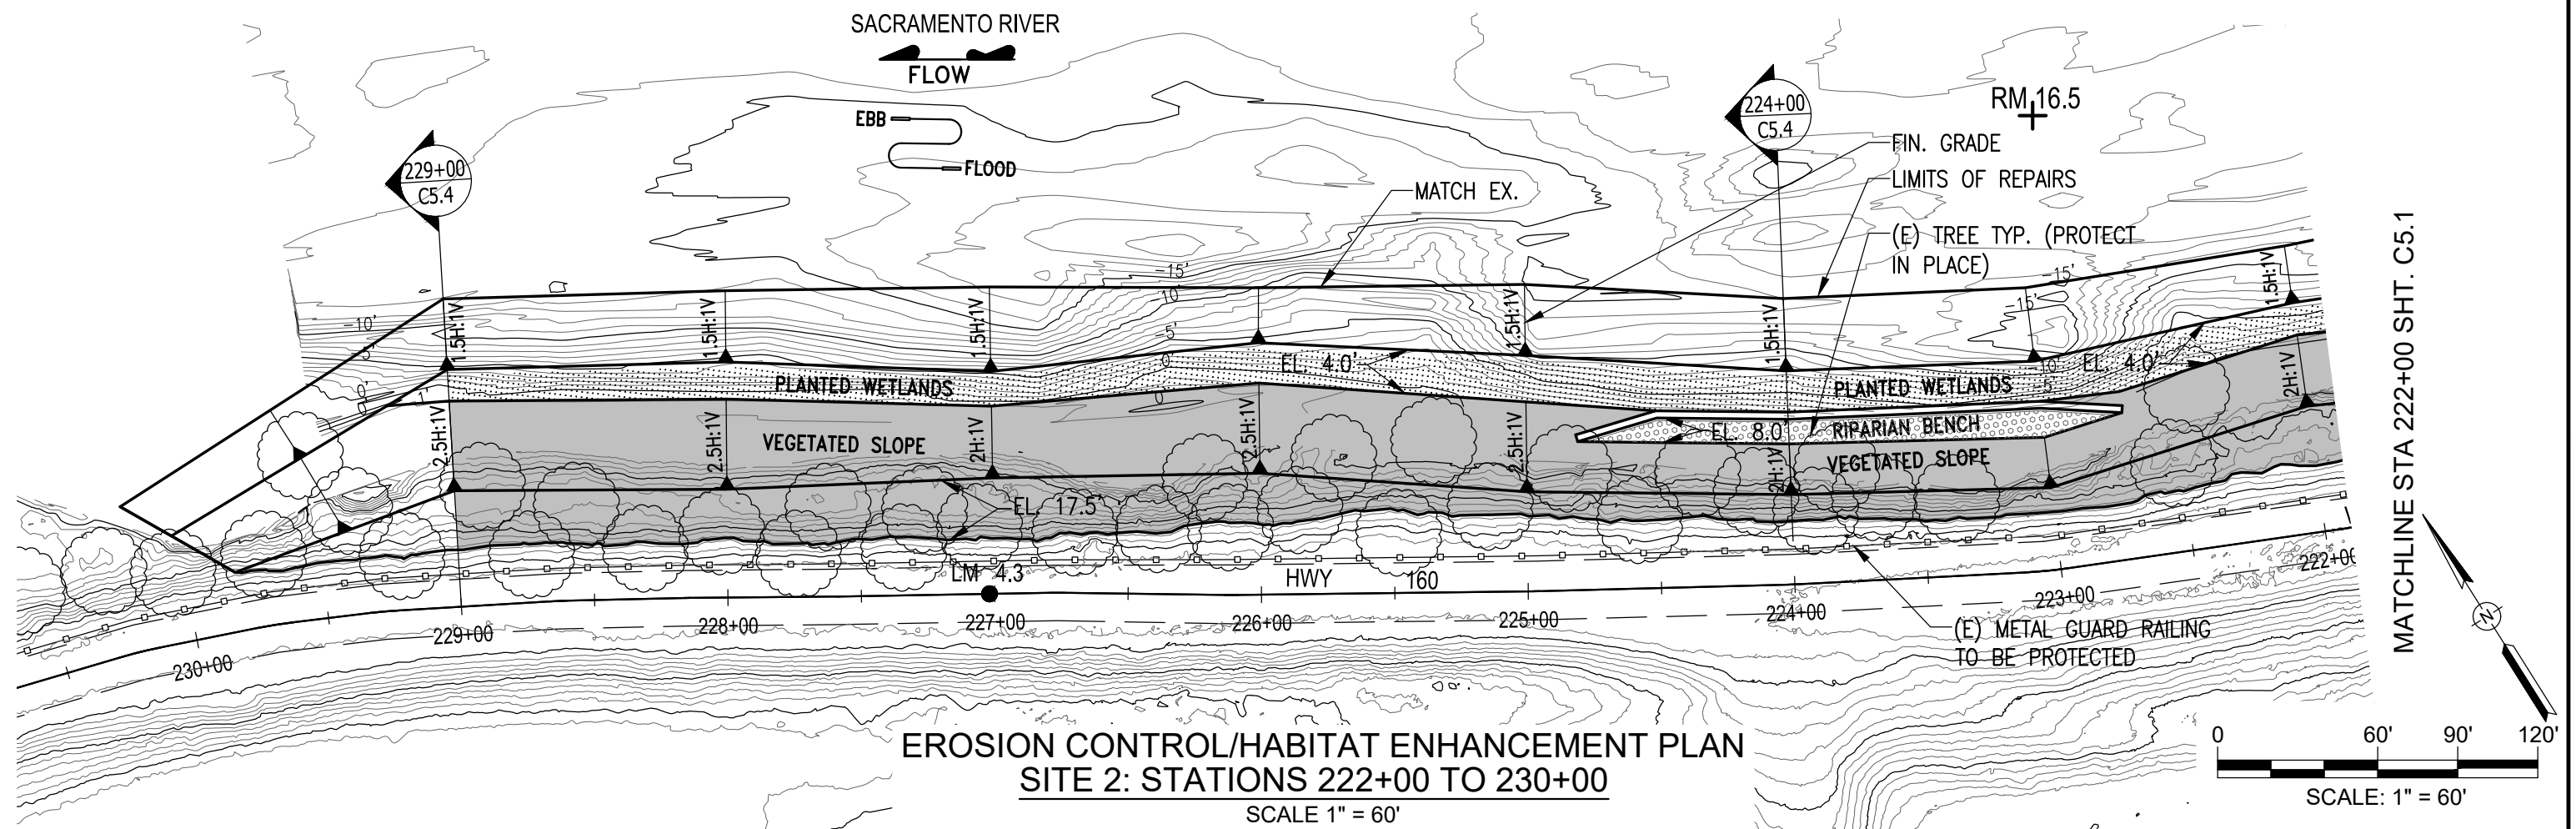 SACRAMENTO RIVER
FLOW
EBB
FLOOD
229+00
C5.4
224+00
C5.4
RM 16.5
FIN. GRADE
LIMITS OF REPAIRS
(E) TREE TYP. (PROTECT
IN PLACE)
MATCH EX.
-15'
-10'
-5'
0'
0'
-10'
-5'
0'
0'
-15'
-15'
-10'
-5'
1.5H:1V
1.5H:1V
1.5H:1V
1.5H:1V
1.5H:1V
1.5H:1V
EL. 4.0'
EL. 4.0'
PLANTED WETLANDS
PLANTED WETLANDS
2.5H:1V
2.5H:1V
2H:1V
2.5H:1V
2.5H:1V
2H:1V
2H:1V
VEGETATED SLOPE
EL. 8.0'
RIPARIAN BENCH
VEGETATED SLOPE
EL. 17.5'
LM 4.3
HWY 160
230+00
229+00
228+00
227+00
226+00
225+00
224+00
223+00
222+00
(E) METAL GUARD RAILING
TO BE PROTECTED
MATCHLINE STA 222+00 SHT. C5.1
N
EROSION CONTROL/HABITAT ENHANCEMENT PLAN
SITE 2: STATIONS 222+00 TO 230+00
SCALE 1" = 60'
0 60' 90' 120'
SCALE: 1" = 60'